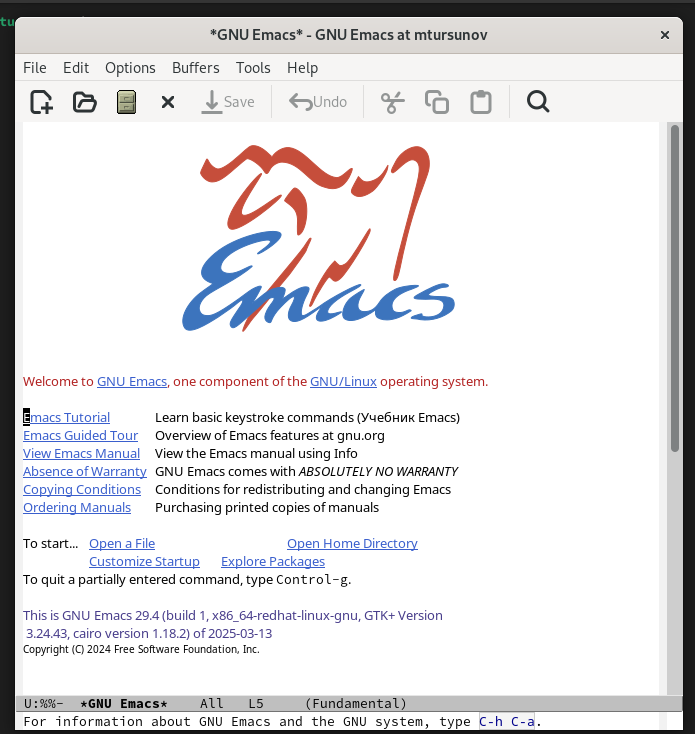 tu
*GNU Emacs* - GNU Emacs at mtursunov
File Edit Options Buffers Tools Help
Save Undo
Emacs
Welcome to GNU Emacs, one component of the GNU/Linux operating system.
Emacs Tutorial Learn basic keystroke commands (Учебник Emacs)
Emacs Guided Tour Overview of Emacs features at gnu.org
View Emacs Manual View the Emacs manual using Info
Absence of Warranty GNU Emacs comes with ABSOLUTELY NO WARRANTY
Copying Conditions Conditions for redistributing and changing Emacs
Ordering Manuals Purchasing printed copies of manuals
To start... Open a File Open Home Directory
Customize Startup Explore Packages
To quit a partially entered command, type Control-g.
This is GNU Emacs 29.4 (build 1, x86_64-redhat-linux-gnu, GTK+ Version
3.24.43, cairo version 1.18.2) of 2025-03-13
Copyright (C) 2024 Free Software Foundation, Inc.
U:%%- *GNU Emacs* All L5 (Fundamental)
For information about GNU Emacs and the GNU system, type C-h C-a.